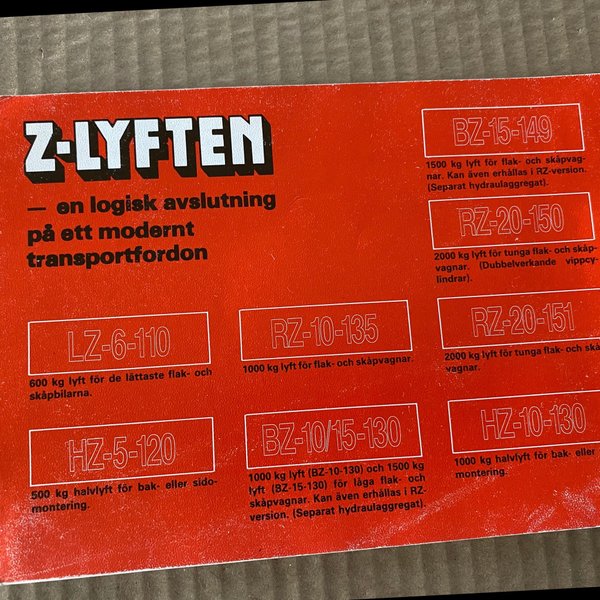 Z-LYFTEN
— en logisk avslutning
på ett modernt
transportfordon
BZ-15-149
1500 kg lyft för flak- och skåpvag-
nar. Kan även erhållas i RZ-version.
(Separat hydraulaggregat).
RZ-20-150
2000 kg lyft för tunga flak- och skåp-
vagnar. (Dubbelverkande vippcy-
lindrar).
LZ-6-110
600 kg lyft för de lättaste flak- och
skåpbilarna.
RZ-10-135
1000 kg lyft för flak- och skåpvagnar.
RZ-20-151
2000 kg lyft för tunga flak- och skåp
vagnar.
HZ-5-120
500 kg halvlyft för bak- eller sido-
montering.
BZ-10/15-130
1000 kg lyft (BZ-10-130) och 1500 kg
lyft (BZ-15-130) för låga flak- och
skåpvagnar. Kan även erhållas i RZ-
version. (Separat hydraulaggregat).
HZ-10-130
1000 kg halvlyft för bak- eller
montering.